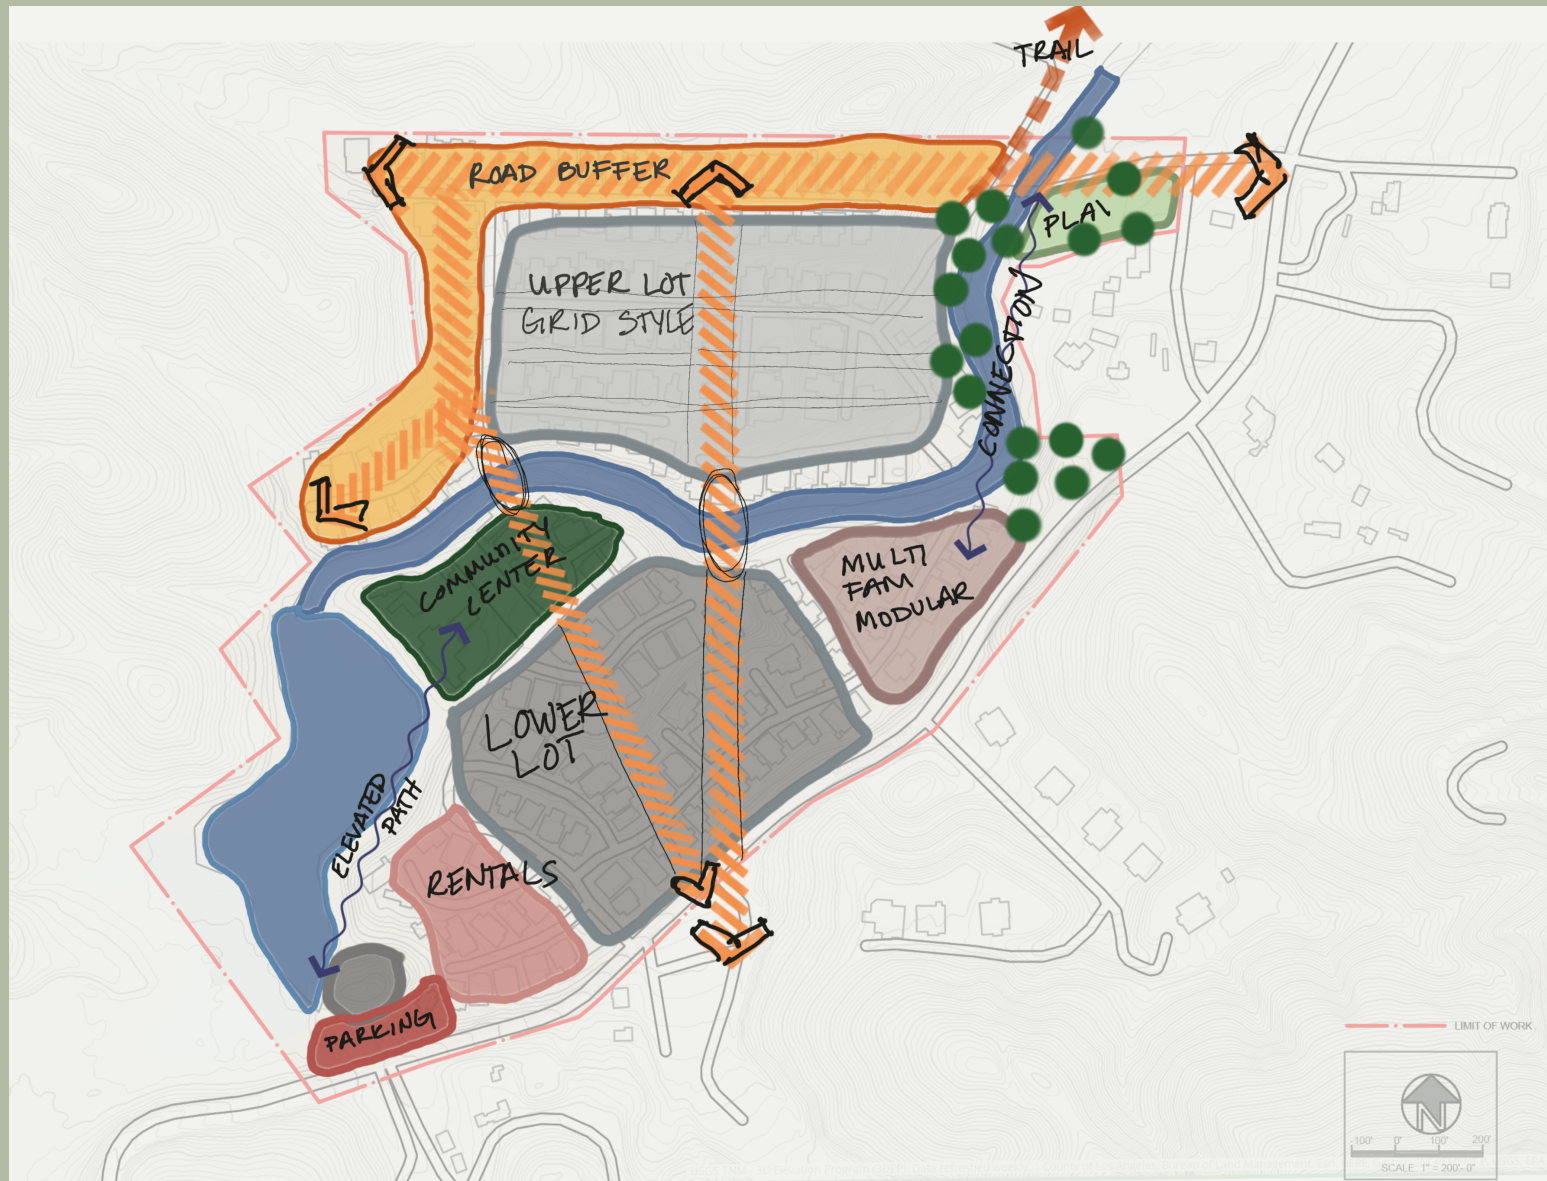 TRAIL
ROAD BUFFER
PLAY
UPPER LOT
GRID STYLE
CONNECTION
COMMUNITY
CENTER
MULTI
FAM
MODULAR
LOWER
LOT
ELEVATED
PATH
RENTALS
PARKING
LIMIT OF WORK
N
-100' 0' 100' 200'
SCALE: 1" = 200'-0"